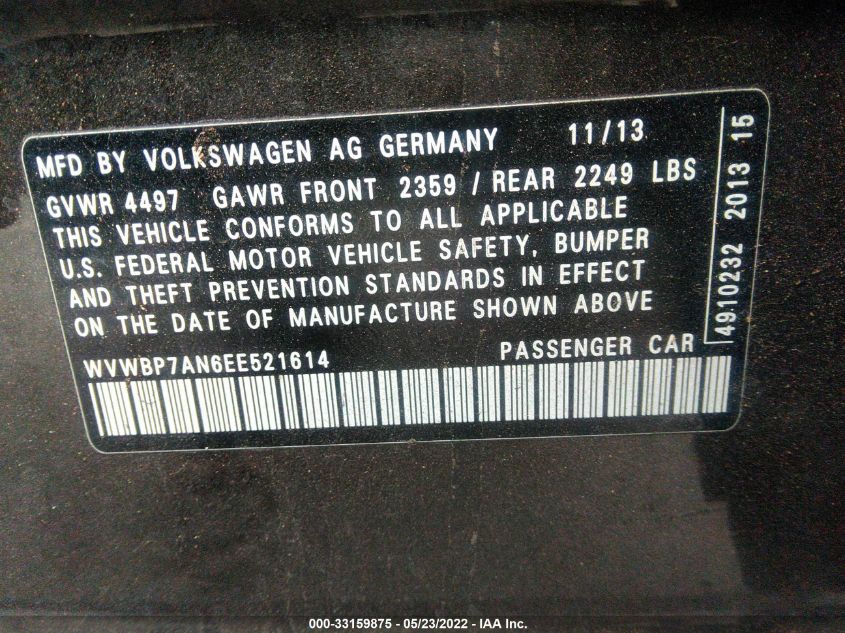 MFD BY VOLKSWAGEN AG GERMANY 11/13
GVWR 4497 GAWR FRONT 2359 / REAR 2249 LBS
THIS VEHICLE CONFORMS TO ALL APPLICABLE
U.S. FEDERAL MOTOR VEHICLE SAFETY, BUMPER
AND THEFT PREVENTION STANDARDS IN EFFECT
ON THE DATE OF MANUFACTURE SHOWN ABOVE
WVWBP7AN6EE521614 PASSENGER CAR
4910232 2013 15
000-33159875 - 05/23/2022 - IAA Inc.